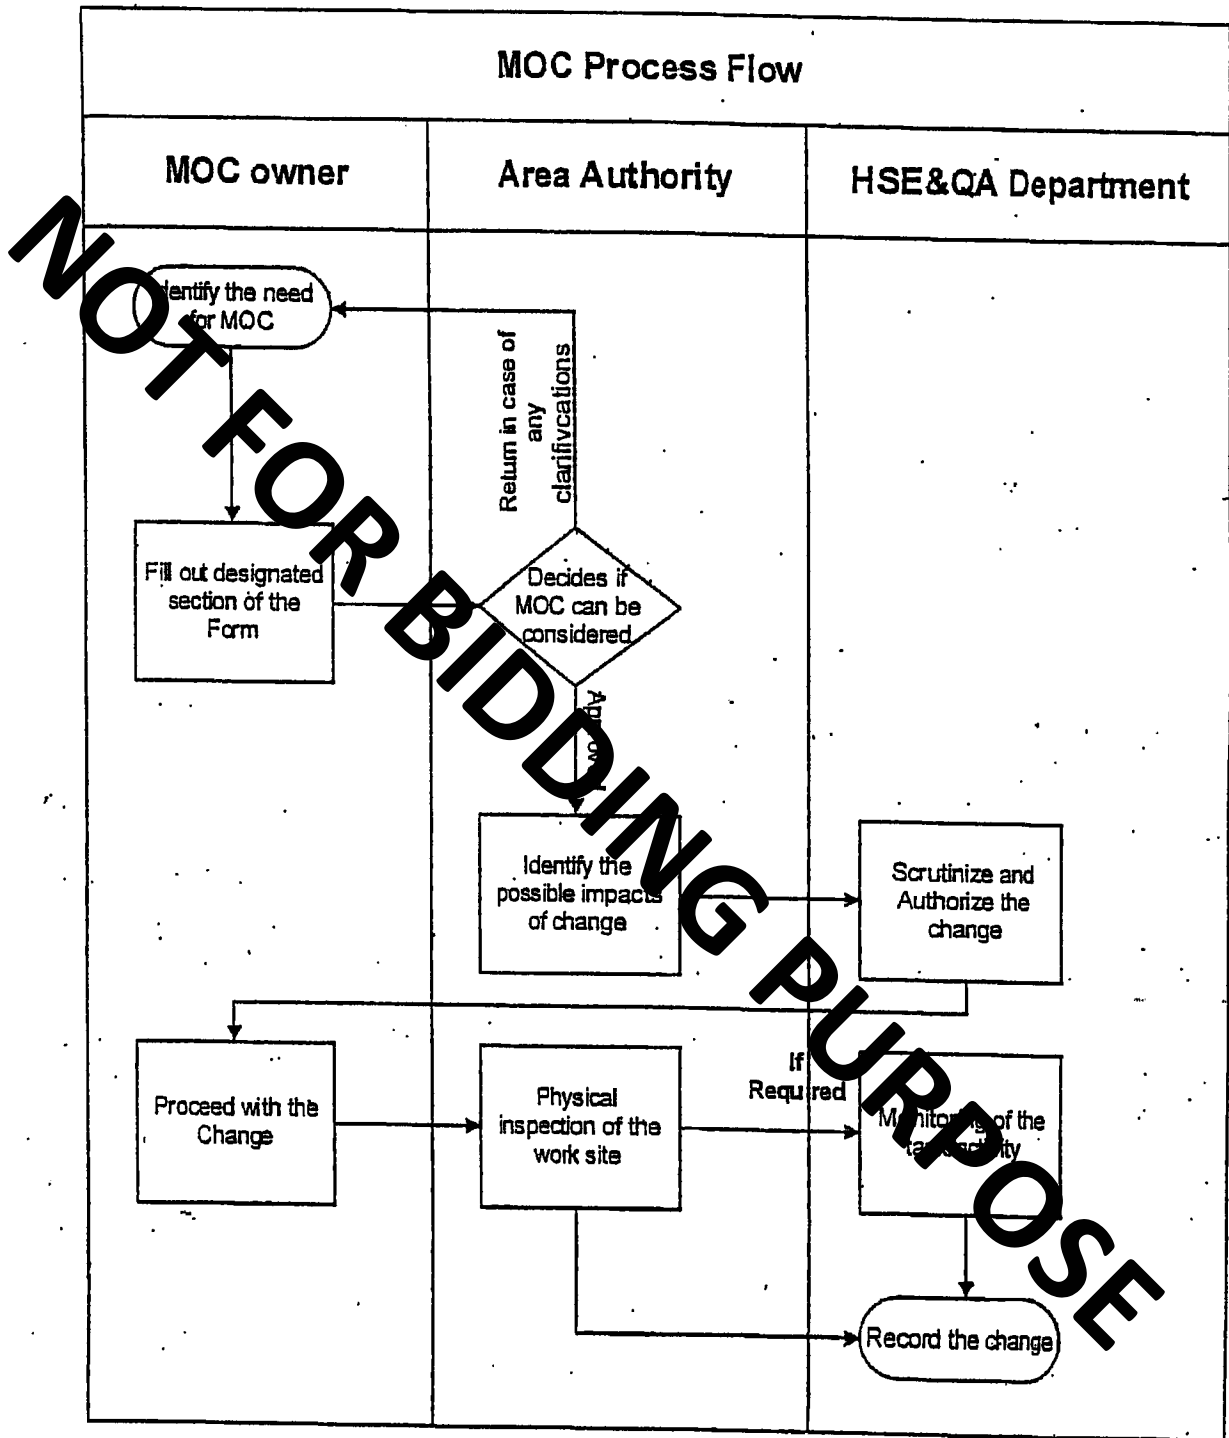 MOC Process Flow
MOC owner
Area Authority
HSE&QA Department
NOT FOR BIDDING PURPOSE
dentify the need
for MOC
Return in case of
any
clarifivcations
Fill out designated
section of the
Form
Decides if
MOC can be
considered
Identify the
possible impacts
of change
Scrutinize and
Authorize the
change
Proceed with the
Change
Physical
inspection of the
work site
If
Required
Monitoring of the
Record the change